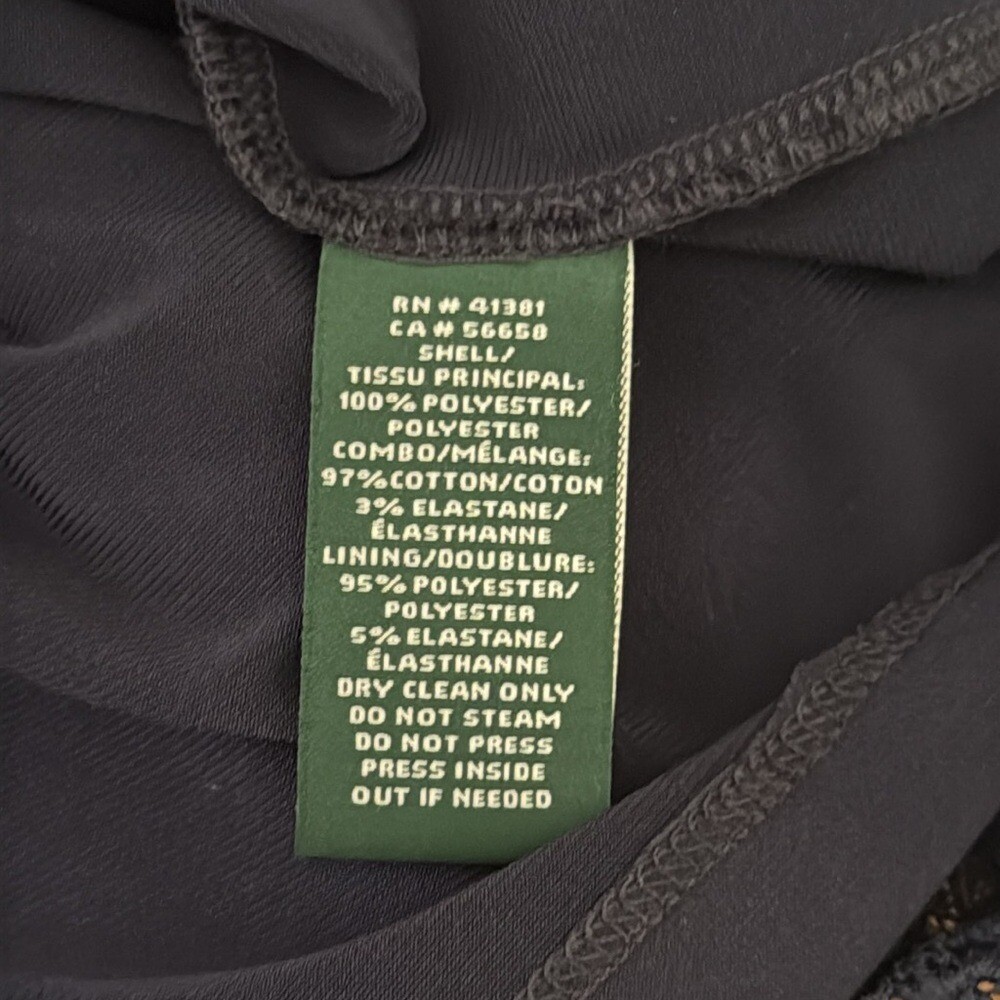 RN # 41381
CA # 56650
SHELL/
TISSU PRINCIPAL:
100% POLYESTER/
POLYESTER
COMBO/MÉLANGE:
97%COTTON/COTON
3% ELASTANE/
ÉLASTHANNE
LINING/DOUBLURE:
95% POLYESTER/
POLYESTER
5% ELASTANE/
ÉLASTHANNE
DRY CLEAN ONLY
DO NOT STEAM
DO NOT PRESS
PRESS INSIDE
OUT IF NEEDED